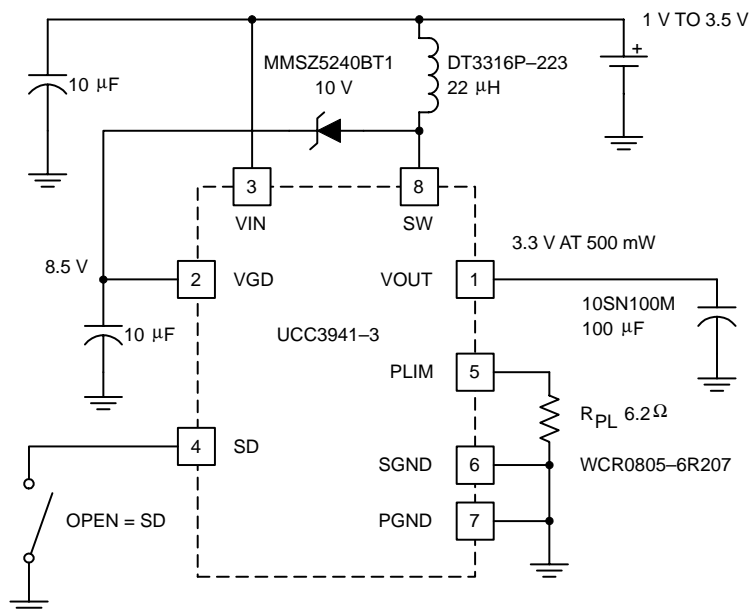 1 V TO 3.5 V
MMSZ5240BT1
10 V
DT3316P–223
22 μH
+
10 μF
3
8
VIN
SW
3.3 V AT 500 mW
8.5 V
2
VGD
VOUT
1
10SN100M
100 μF
10 μF
UCC3941–3
PLIM
5
RPL 6.2Ω
4
SD
SGND
6
WCR0805–6R207
OPEN = SD
PGND
7